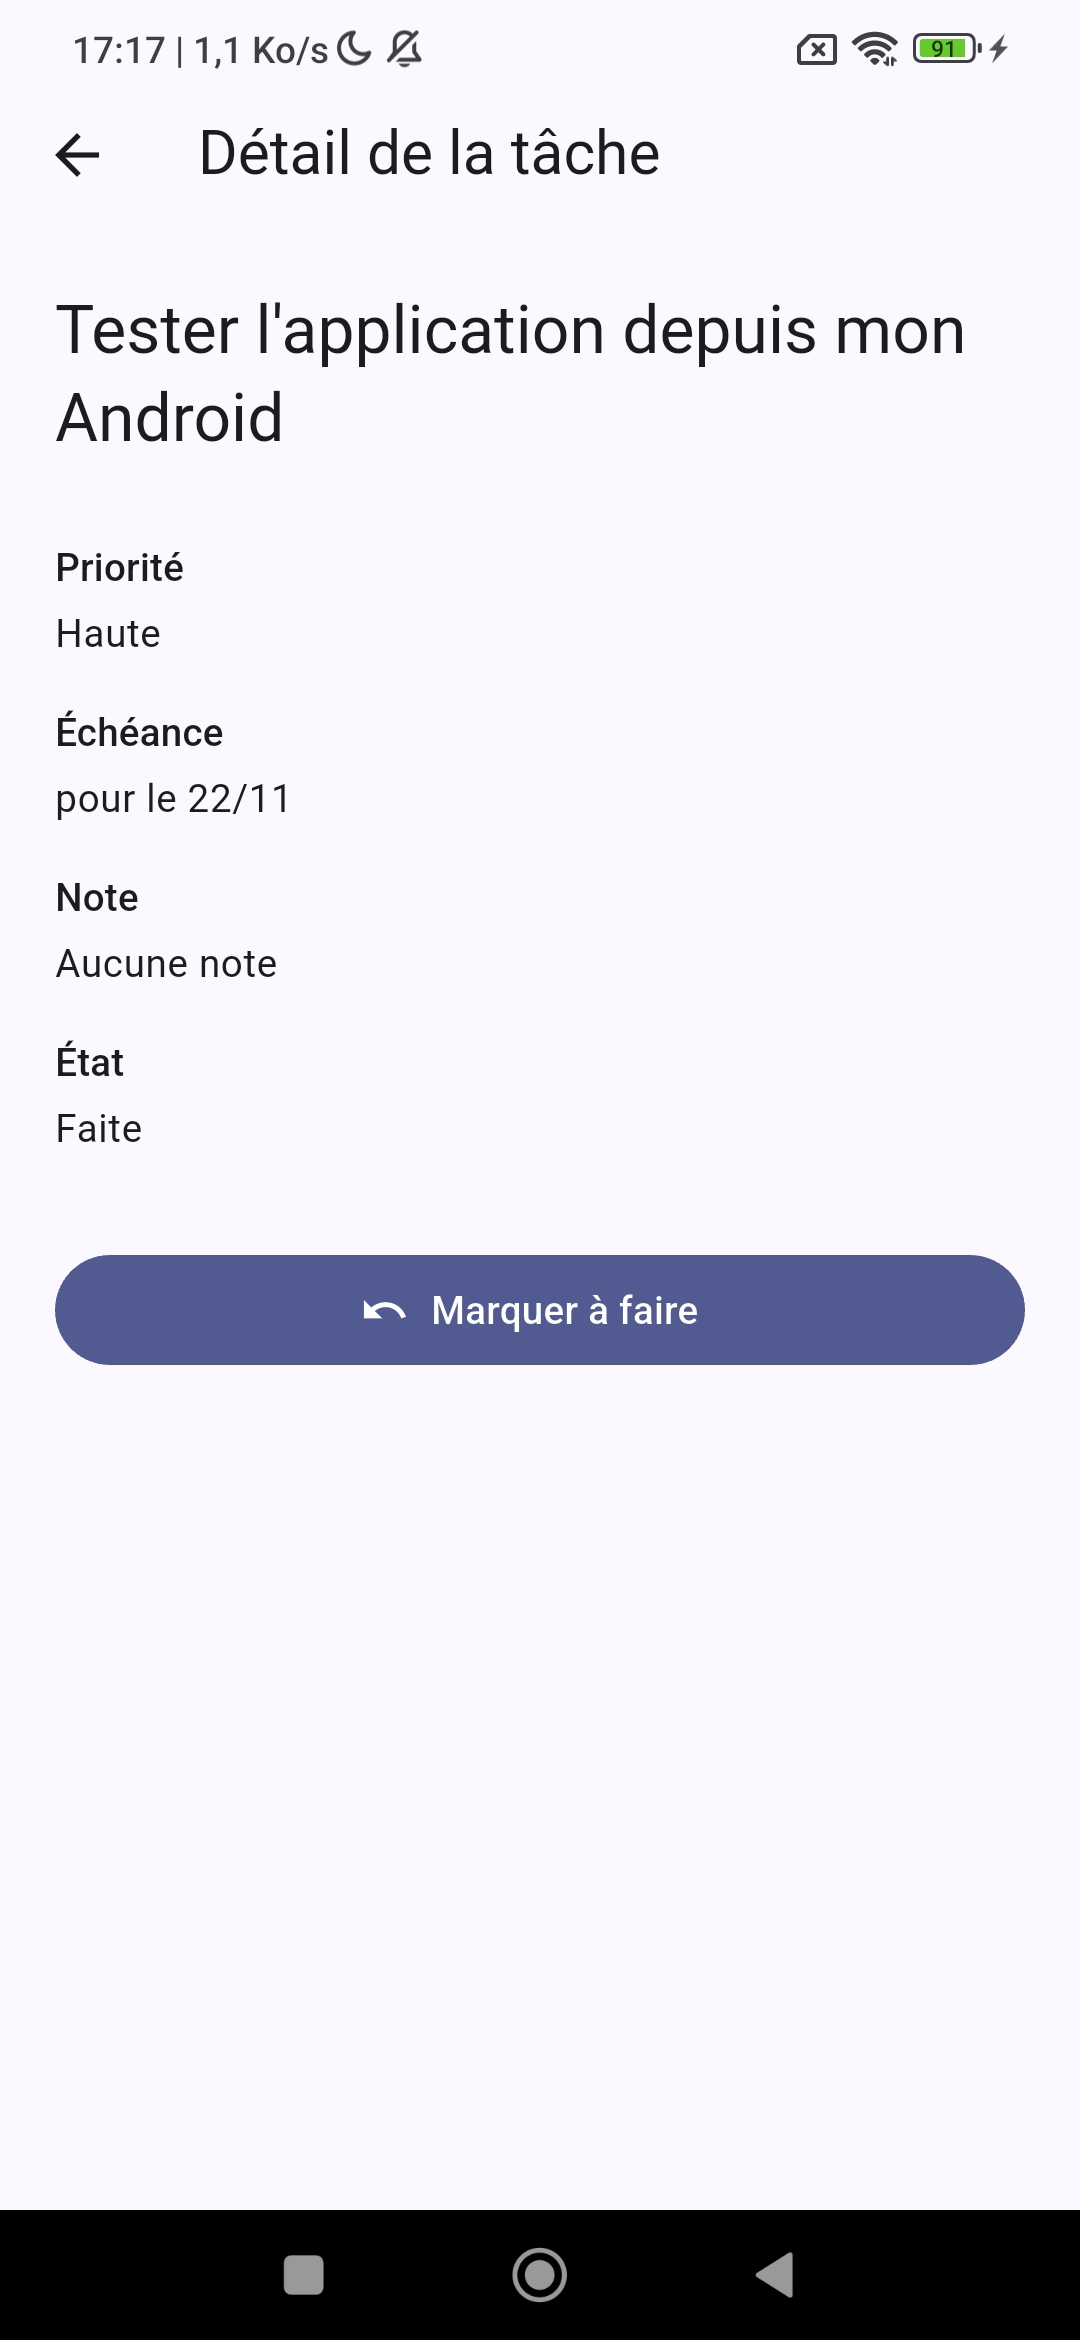 17:17 | 1,1 Ko/s
91
Détail de la tâche
Tester l'application depuis mon
Android
Priorité
Haute
Échéance
pour le 22/11
Note
Aucune note
État
Faite
Marquer à faire